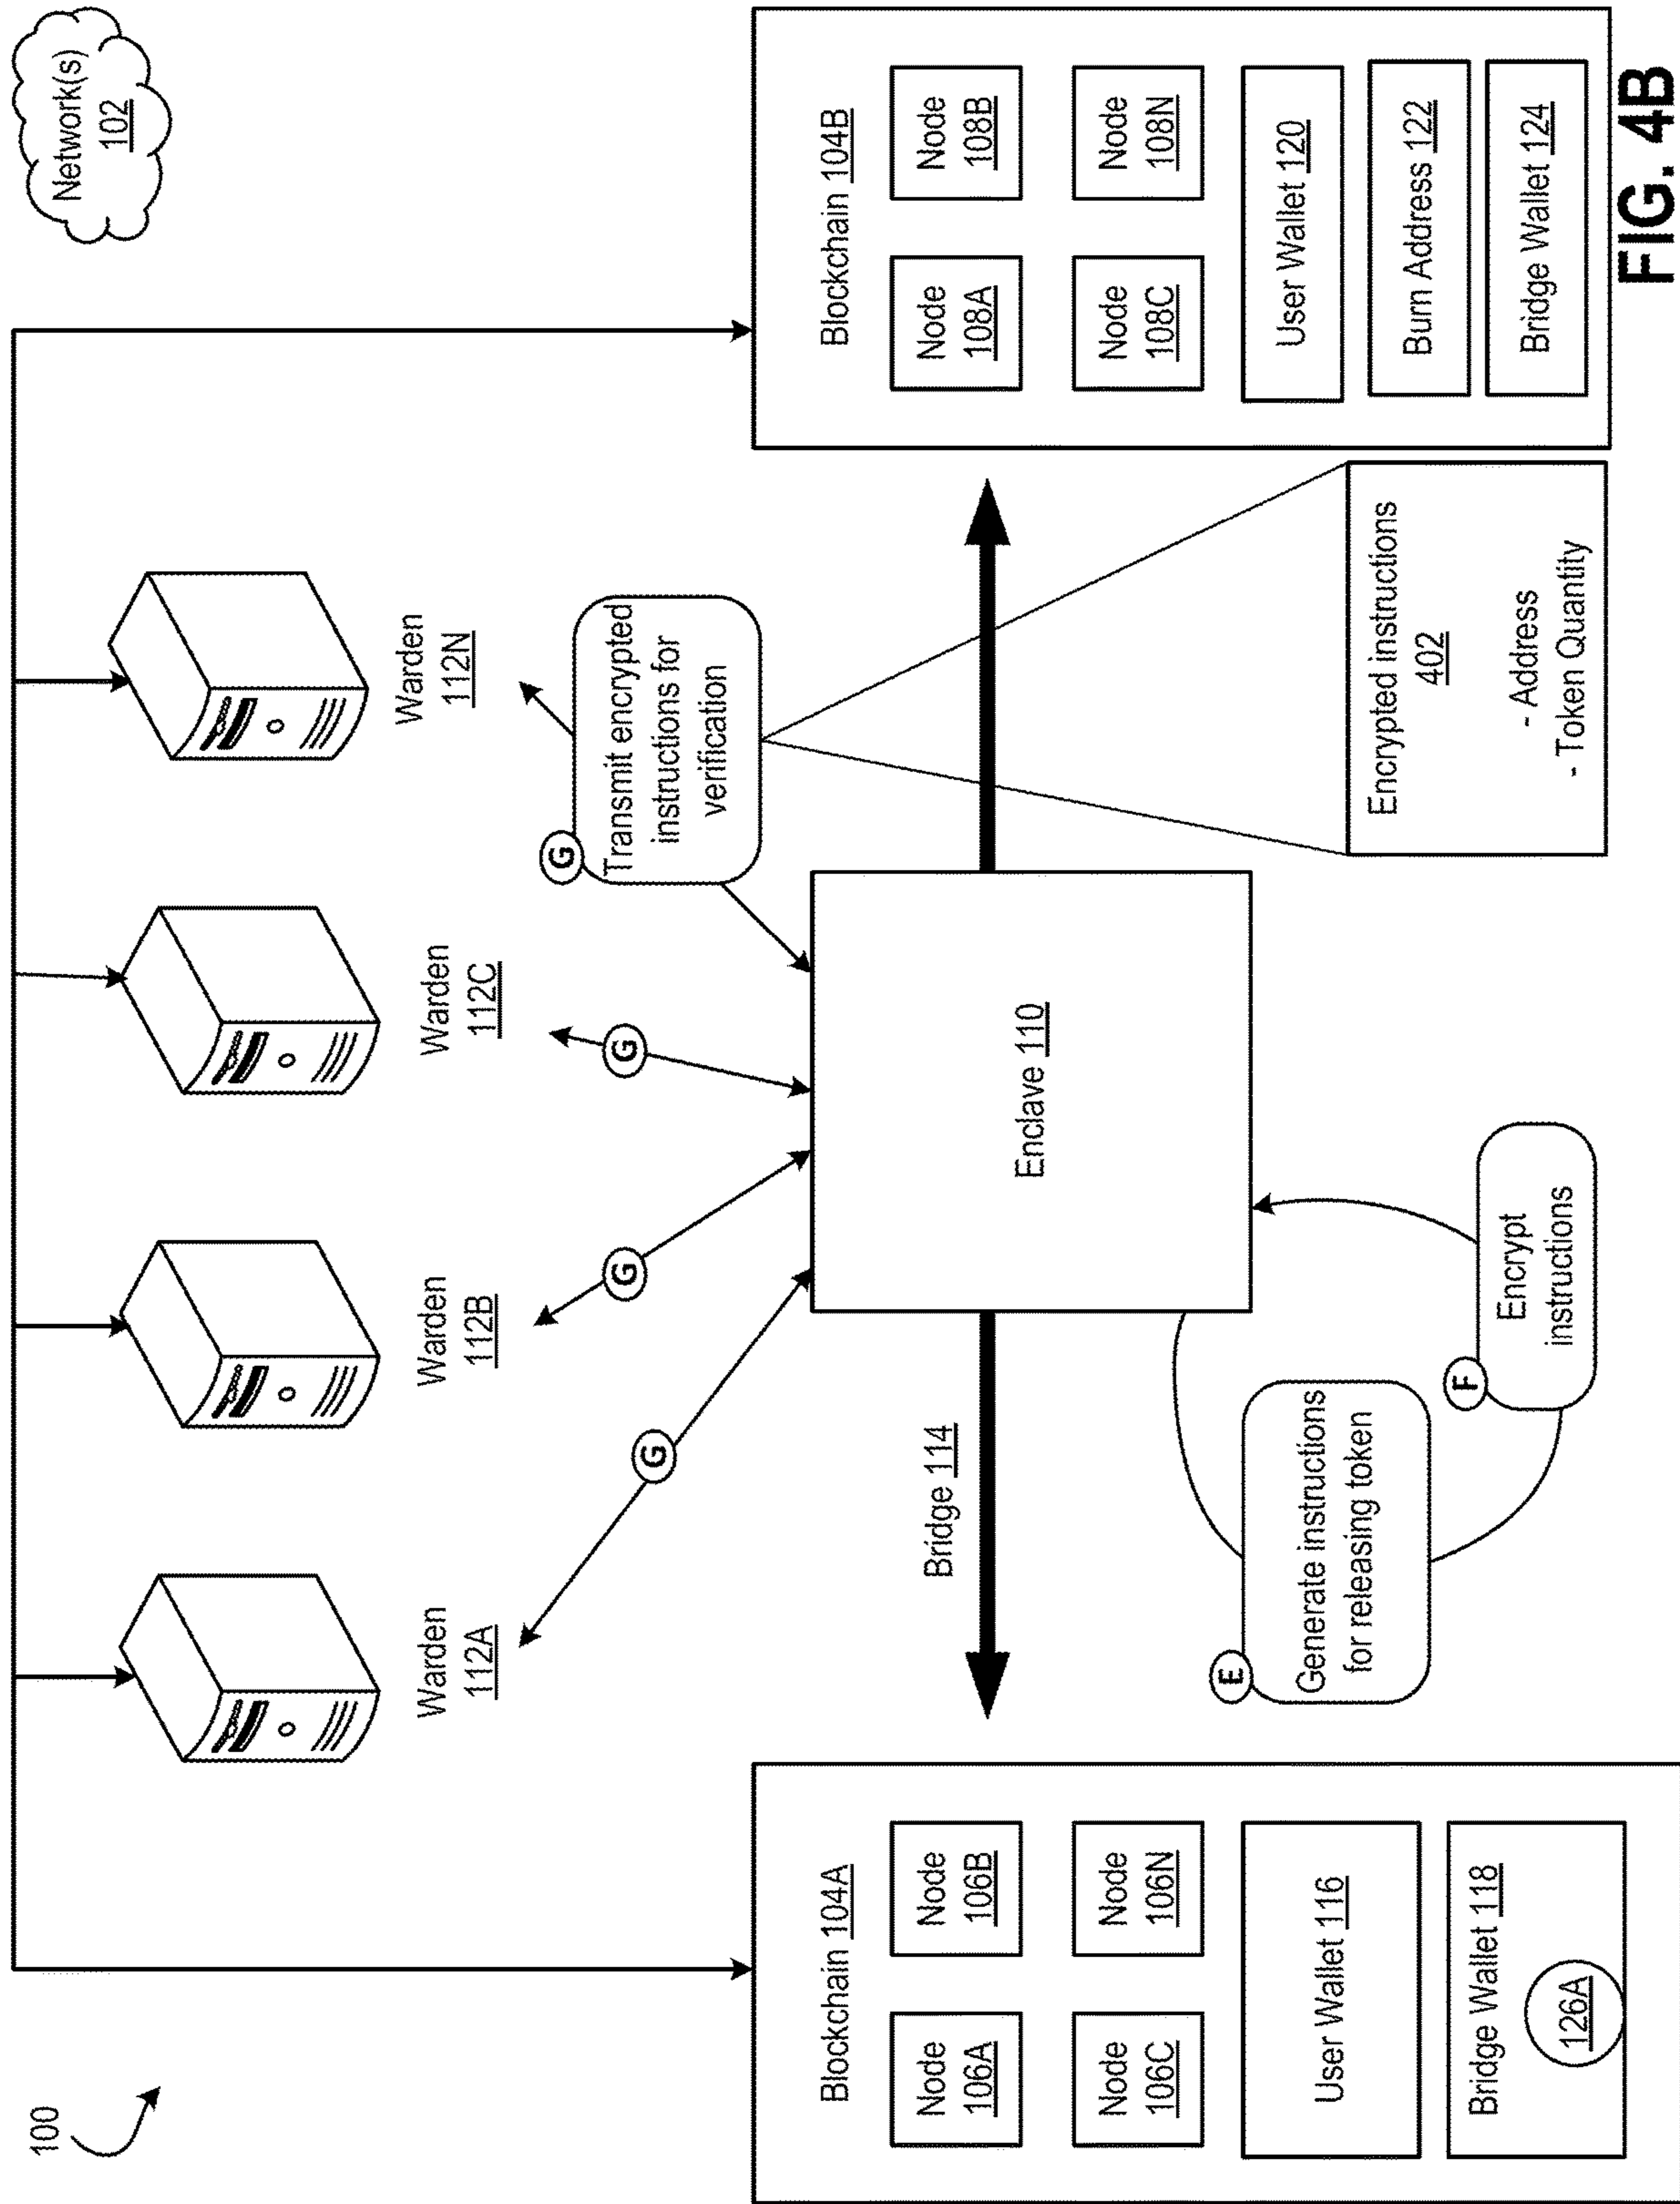 100
Network(s)
102
Warden
112A
Warden
112B
Warden
112C
Warden
112N
G
G
G
G
Transmit encrypted
instructions for
verification
Blockchain 104A
Node
106A
Node
106B
Node
106C
Node
106N
User Wallet 116
Bridge Wallet 118
126A
Bridge 114
Enclave 110
E
Generate instructions
for releasing token
F
Encrypt
instructions
Encrypted instructions
402
- Address
- Token Quantity
Blockchain 104B
Node
108A
Node
108B
Node
108C
Node
108N
User Wallet 120
Burn Address 122
Bridge Wallet 124
FIG. 4B